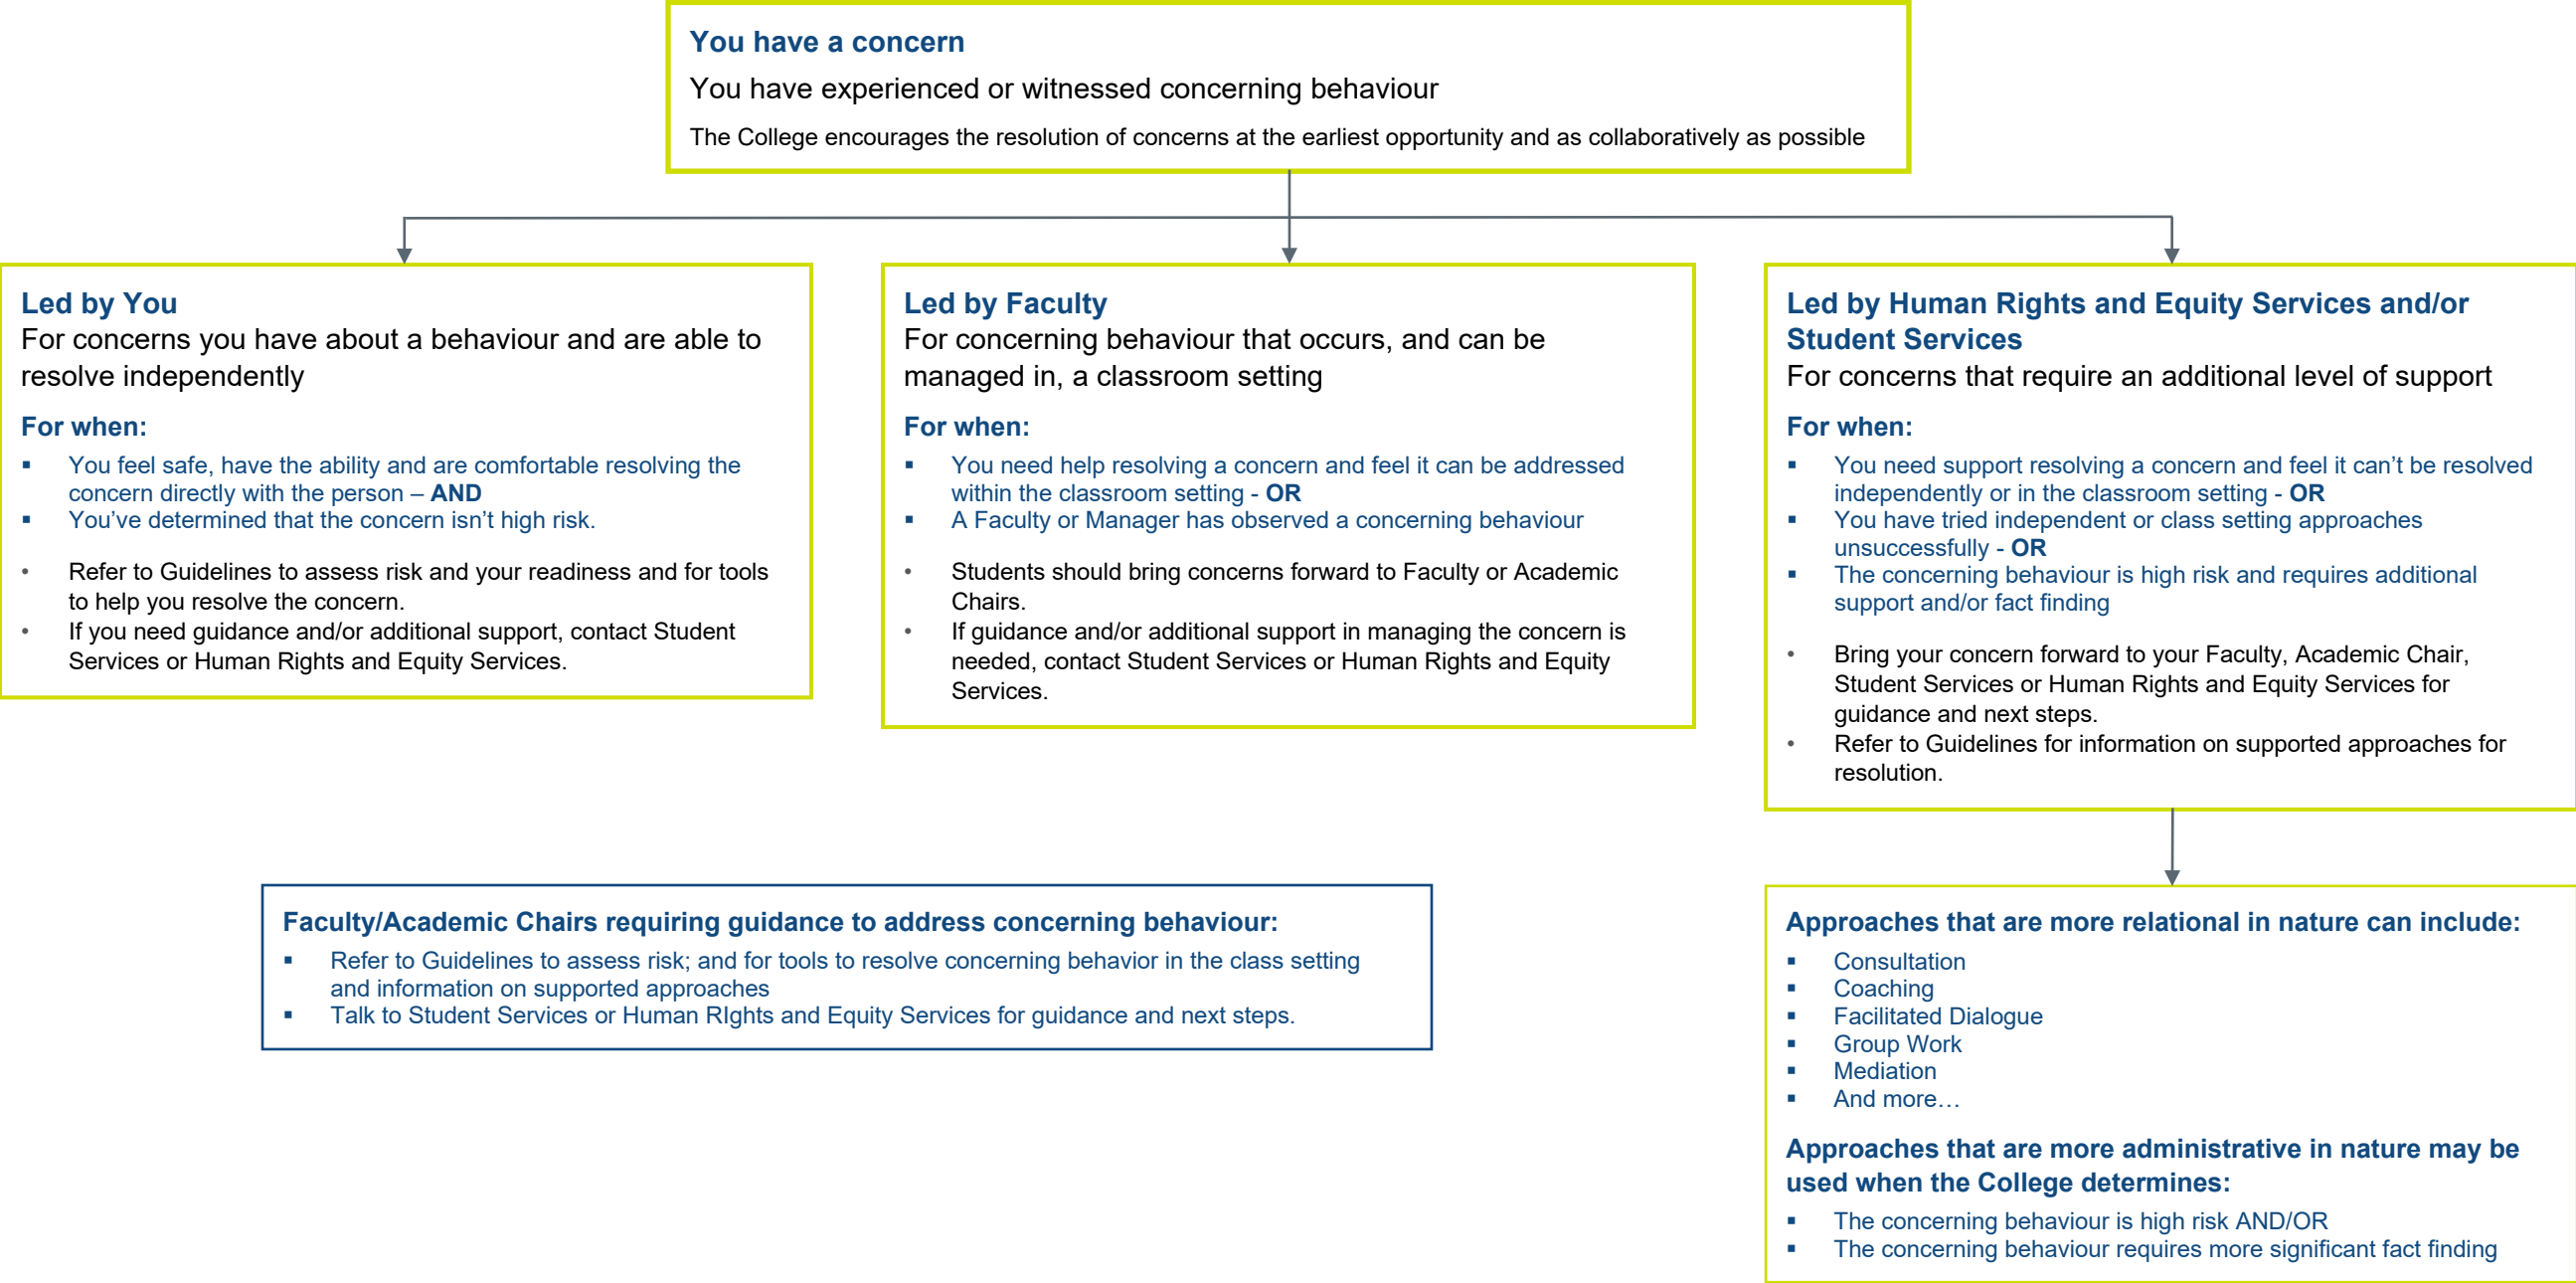 You have a concern
You have experienced or witnessed concerning behaviour
The College encourages the resolution of concerns at the earliest opportunity and as collaboratively as possible
Led by You
For concerns you have about a behaviour and are able to
resolve independently
For when:
▪ You feel safe, have the ability and are comfortable resolving the
concern directly with the person – AND
▪ You’ve determined that the concern isn’t high risk.
• Refer to Guidelines to assess risk and your readiness and for tools
to help you resolve the concern.
• If you need guidance and/or additional support, contact Student
Services or Human Rights and Equity Services.
Led by Faculty
For concerning behaviour that occurs, and can be
managed in, a classroom setting
For when:
▪ You need help resolving a concern and feel it can be addressed
within the classroom setting - OR
▪ A Faculty or Manager has observed a concerning behaviour
• Students should bring concerns forward to Faculty or Academic
Chairs.
• If guidance and/or additional support in managing the concern is
needed, contact Student Services or Human Rights and Equity
Services.
Led by Human Rights and Equity Services and/or
Student Services
For concerns that require an additional level of support
For when:
▪ You need support resolving a concern and feel it can’t be resolved
independently or in the classroom setting - OR
▪ You have tried independent or class setting approaches
unsuccessfully - OR
▪ The concerning behaviour is high risk and requires additional
support and/or fact finding
• Bring your concern forward to your Faculty, Academic Chair,
Student Services or Human Rights and Equity Services for
guidance and next steps.
• Refer to Guidelines for information on supported approaches for
resolution.
Faculty/Academic Chairs requiring guidance to address concerning behaviour:
▪ Refer to Guidelines to assess risk; and for tools to resolve concerning behavior in the class setting
and information on supported approaches
▪ Talk to Student Services or Human RIghts and Equity Services for guidance and next steps.
Approaches that are more relational in nature can include:
▪ Consultation
▪ Coaching
▪ Facilitated Dialogue
▪ Group Work
▪ Mediation
▪ And more…
Approaches that are more administrative in nature may be
used when the College determines:
▪ The concerning behaviour is high risk AND/OR
▪ The concerning behaviour requires more significant fact finding